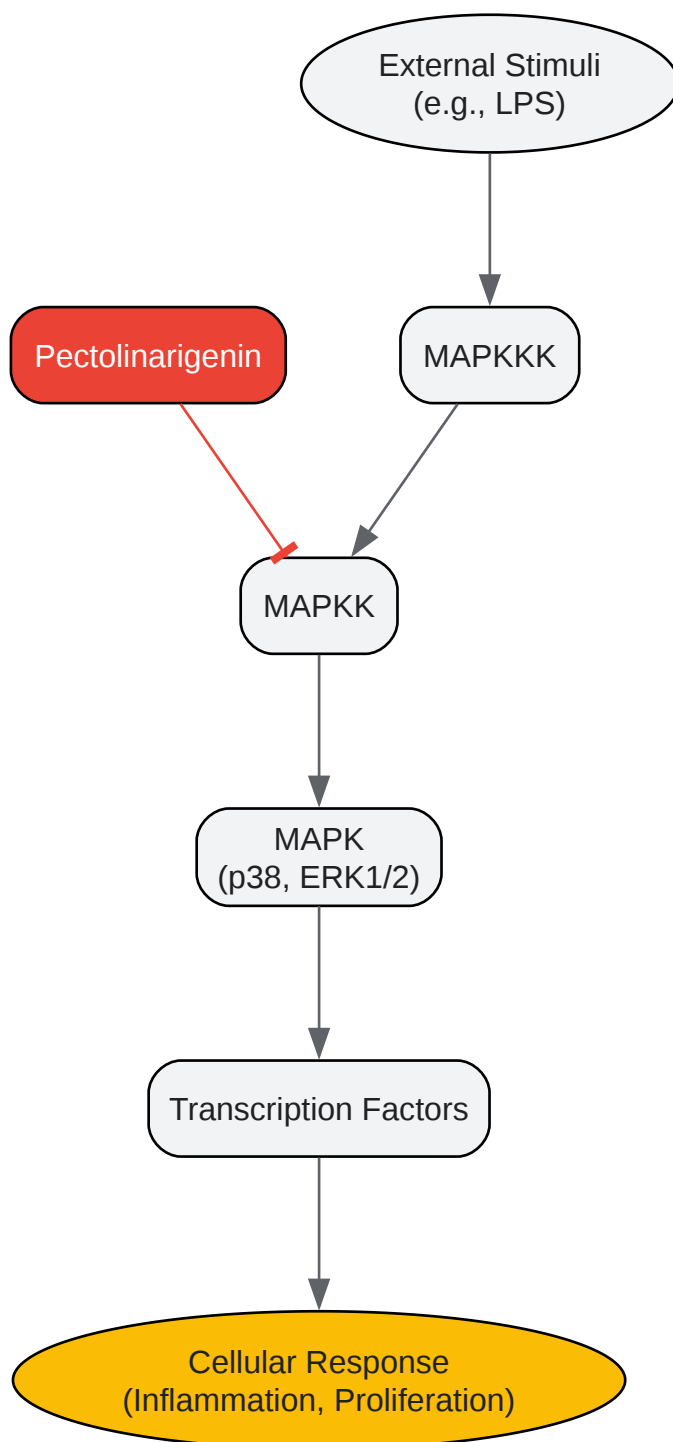 External Stimuli
(e.g., LPS)
Pectolinarigenin
MAPKKK
MAPKK
MAPK
(p38, ERK1/2)
Transcription Factors
Cellular Response
(Inflammation, Proliferation)